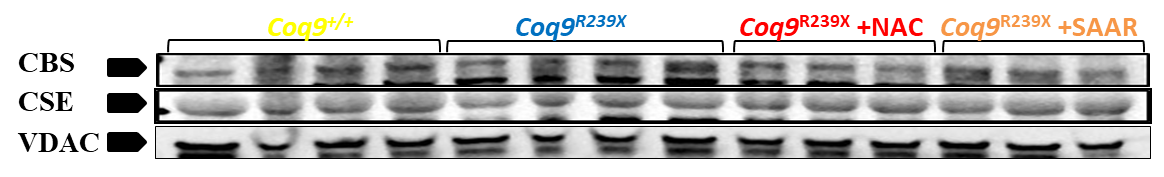 Coq9+/+ Coq9R239X Coq9R239X +NAC Coq9R239X +SAAR
CBS
CSE
VDAC